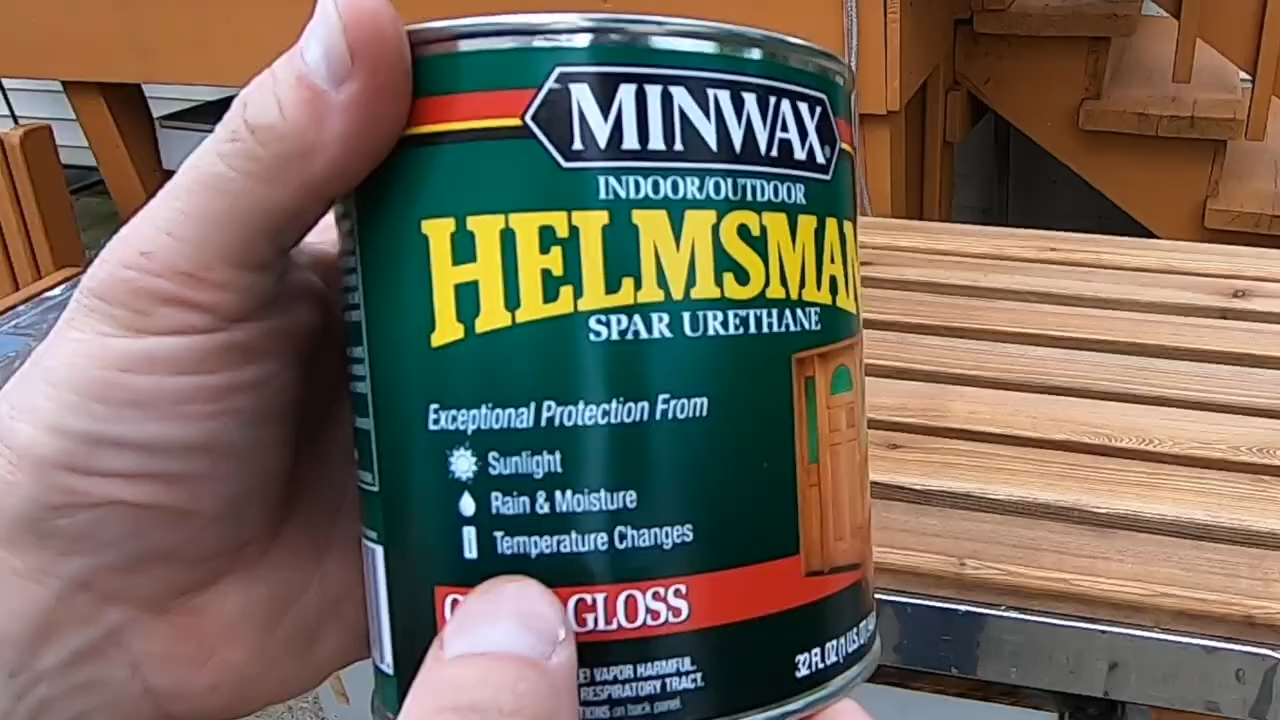 MINWAX
INDOOR/OUTDOOR
HELMSMAN
SPAR URETHANE
Exceptional Protection From
Sunlight
Rain & Moisture
Temperature Changes
GLOSS
VAPOR HARMFUL.
RESPIRATORY TRACT.
on back panel.
32 FL OZ (1 U.S.